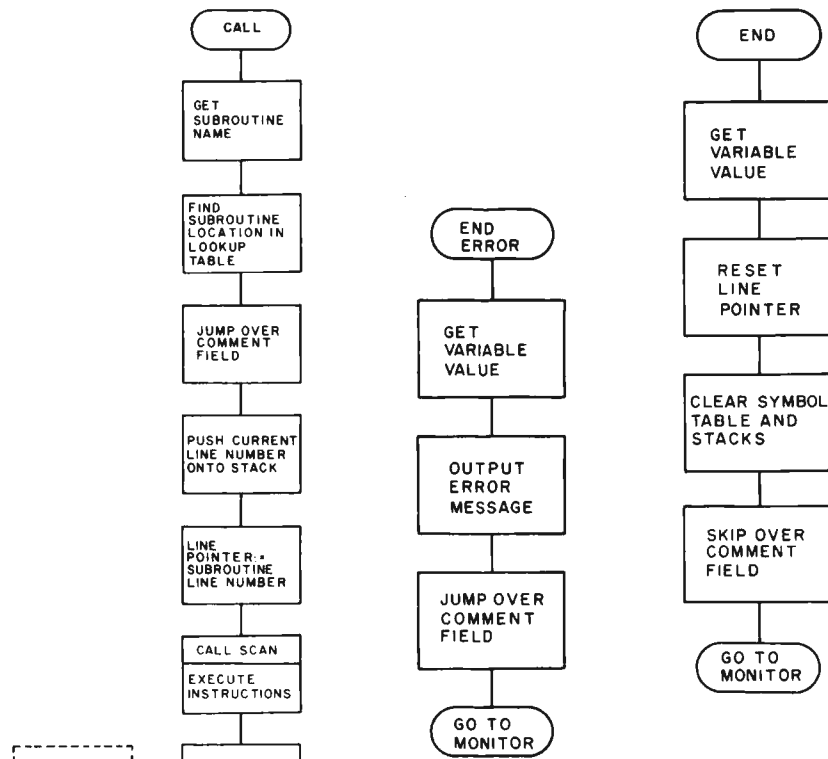 CALL
GET
SUBROUTINE
NAME
FIND
SUBROUTINE
LOCATION IN
LOOKUP
TABLE
JUMP OVER
COMMENT
FIELD
PUSH CURRENT
LINE NUMBER
ONTO STACK
LINE
POINTER:=
SUBROUTINE
LINE NUMBER
CALL SCAN
EXECUTE
INSTRUCTIONS
END
ERROR
GET
VARIABLE
VALUE
OUTPUT
ERROR
MESSAGE
JUMP OVER
COMMENT
FIELD
GO TO
MONITOR
END
GET
VARIABLE
VALUE
RESET
LINE
POINTER
CLEAR SYMBOL
TABLE AND
STACKS
SKIP OVER
COMMENT
FIELD
GO TO
MONITOR